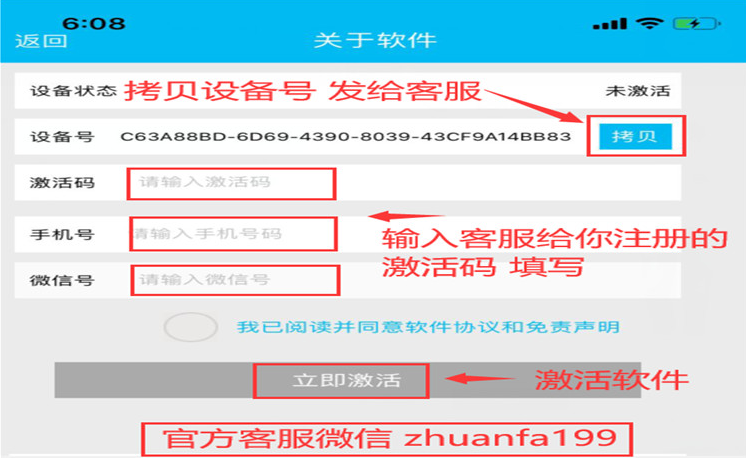 6:08
返回 关于软件
设备状态 拷贝设备号 发给客服 未激活
设备号 C63A88BD-6D69-4390-8039-43CF9A14BB83 拷贝
激活码 请输入激活码
手机号 请输入手机号码
输入客服给你注册的
激活码 填写
微信号 请输入微信号
我已阅读并同意软件协议和免责声明
立即激活 激活软件
官方客服微信 zhuanfa199